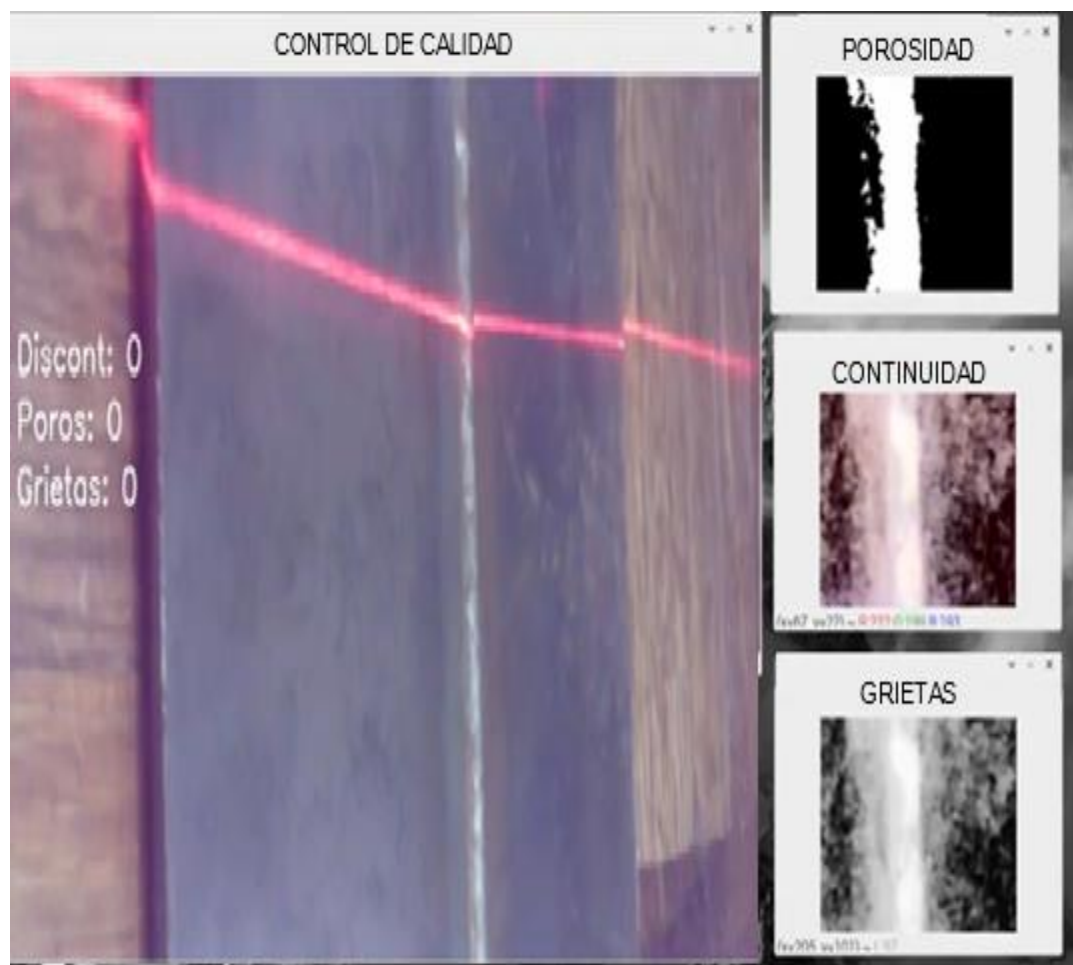 CONTROL DE CALIDAD
Discont: 0
Poros: 0
Grietas: 0
POROSIDAD
CONTINUIDAD
GRIETAS